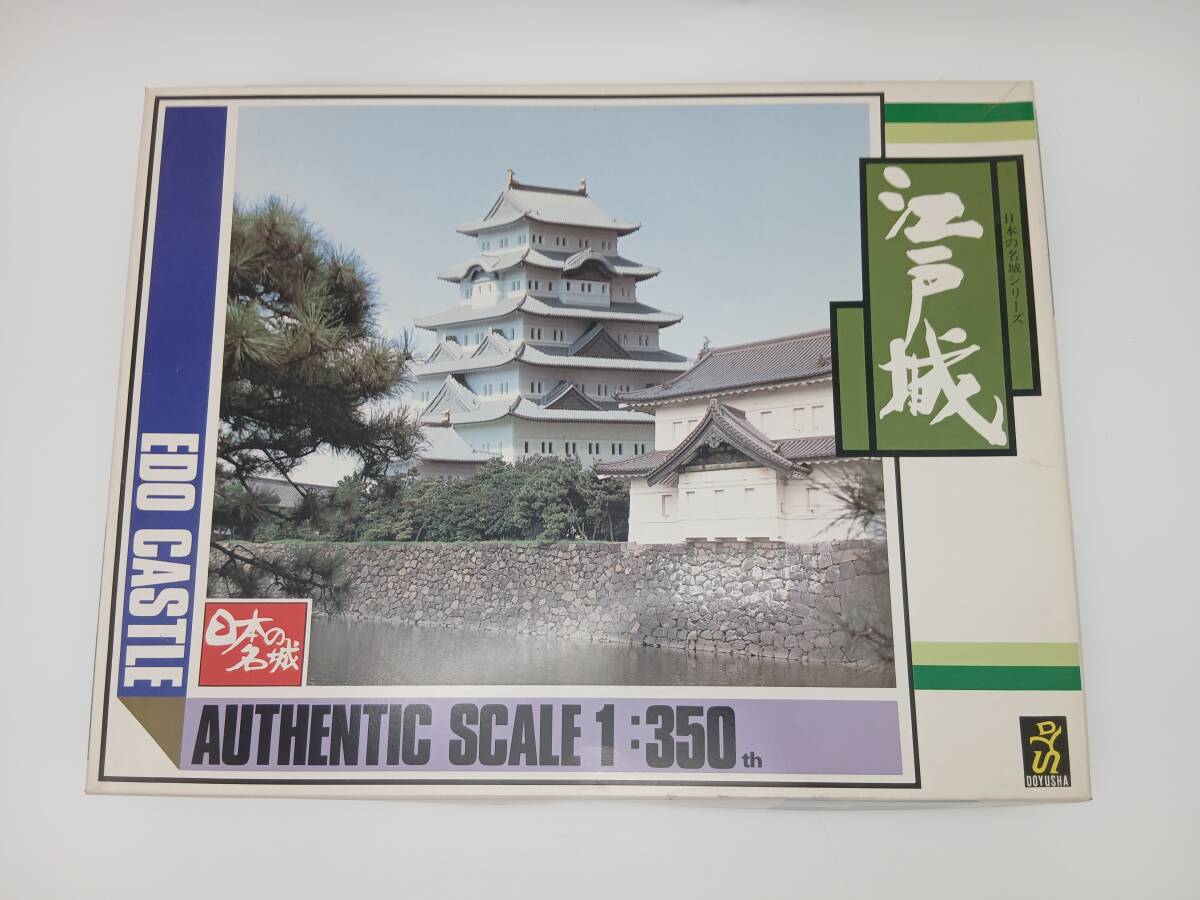 江戸城
日本の名城シリーズ
EDO CASTLE
日本の
名城
AUTHENTIC SCALE 1:350th
DYS
DOYUSHA